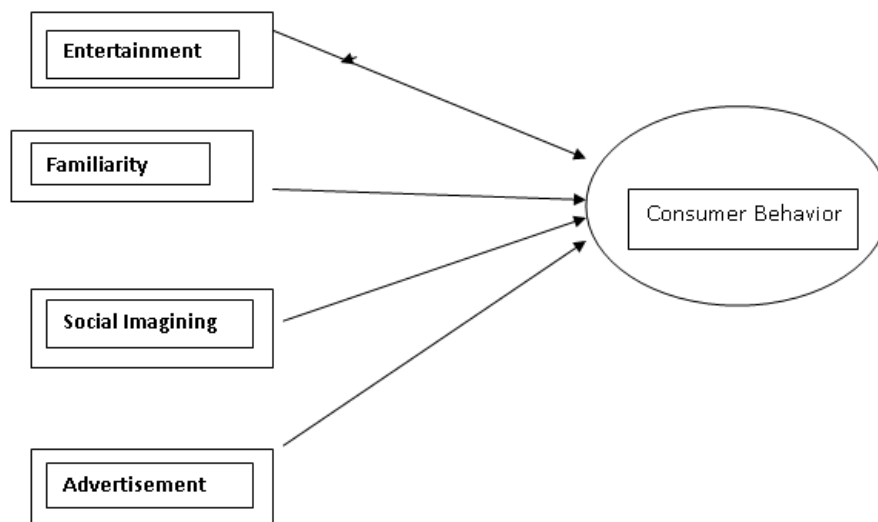 Entertainment
Familiarity
Consumer Behavior
Social Imagining
Advertisement